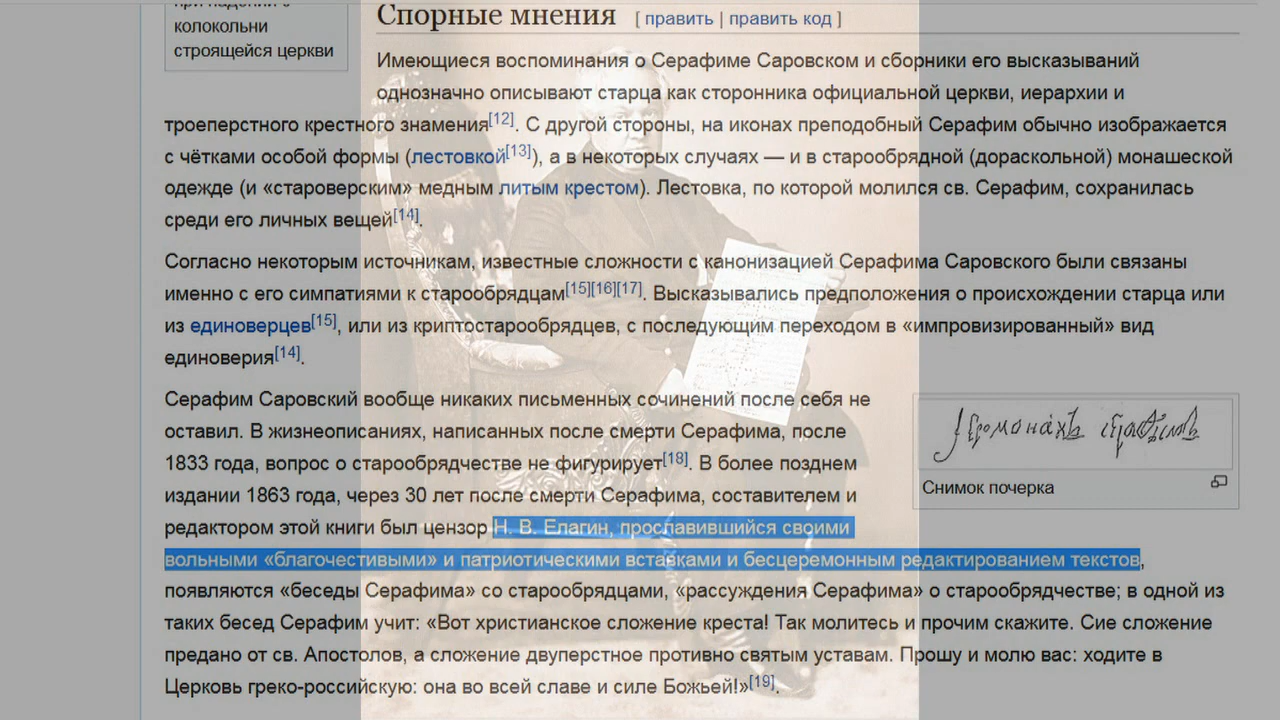 при падении с
колокольни
строящейся церкви
Спорные мнения [ править | править код ]
Имеющиеся воспоминания о Серафиме Саровском и сборники его высказываний
однозначно описывают старца как сторонника официальной церкви, иерархии и
троеперстного крестного знамения[12]. С другой стороны, на иконах преподобный Серафим обычно изображается
с чётками особой формы (лестовкой[13]), а в некоторых случаях — и в старообрядной (дораскольной) монашеской
одежде (и «староверским» медным литым крестом). Лестовка, по которой молился св. Серафим, сохранилась
среди его личных вещей[14].
Согласно некоторым источникам, известные сложности с канонизацией Серафима Саровского были связаны
именно с его симпатиями к старообрядцам[15][16][17]. Высказывались предположения о происхождении старца или
из единоверцев[15], или из криптостарообрядцев, с последующим переходом в «импровизированный» вид
единоверия[14].
Серафим Саровский вообще никаких письменных сочинений после себя не
оставил. В жизнеописаниях, написанных после смерти Серафима, после
1833 года, вопрос о старообрядчестве не фигурирует[18]. В более позднем
издании 1863 года, через 30 лет после смерти Серафима, составителем и
редактором этой книги был цензор Н. В. Елагин, прославившийся своими
вольными «благочестивыми» и патриотическими вставками и бесцеремонным редактированием текстов,
появляются «беседы Серафима» со старообрядцами, «рассуждения Серафима» о старообрядчестве; в одной из
таких бесед Серафим учит: «Вот христианское сложение креста! Так молитесь и прочим скажите. Сие сложение
предано от св. Апостолов, а сложение двуперстное противно святым уставам. Прошу и молю вас: ходите в
Церковь греко-российскую: она во всей славе и силе Божьей!»[19].
Снимок почерка